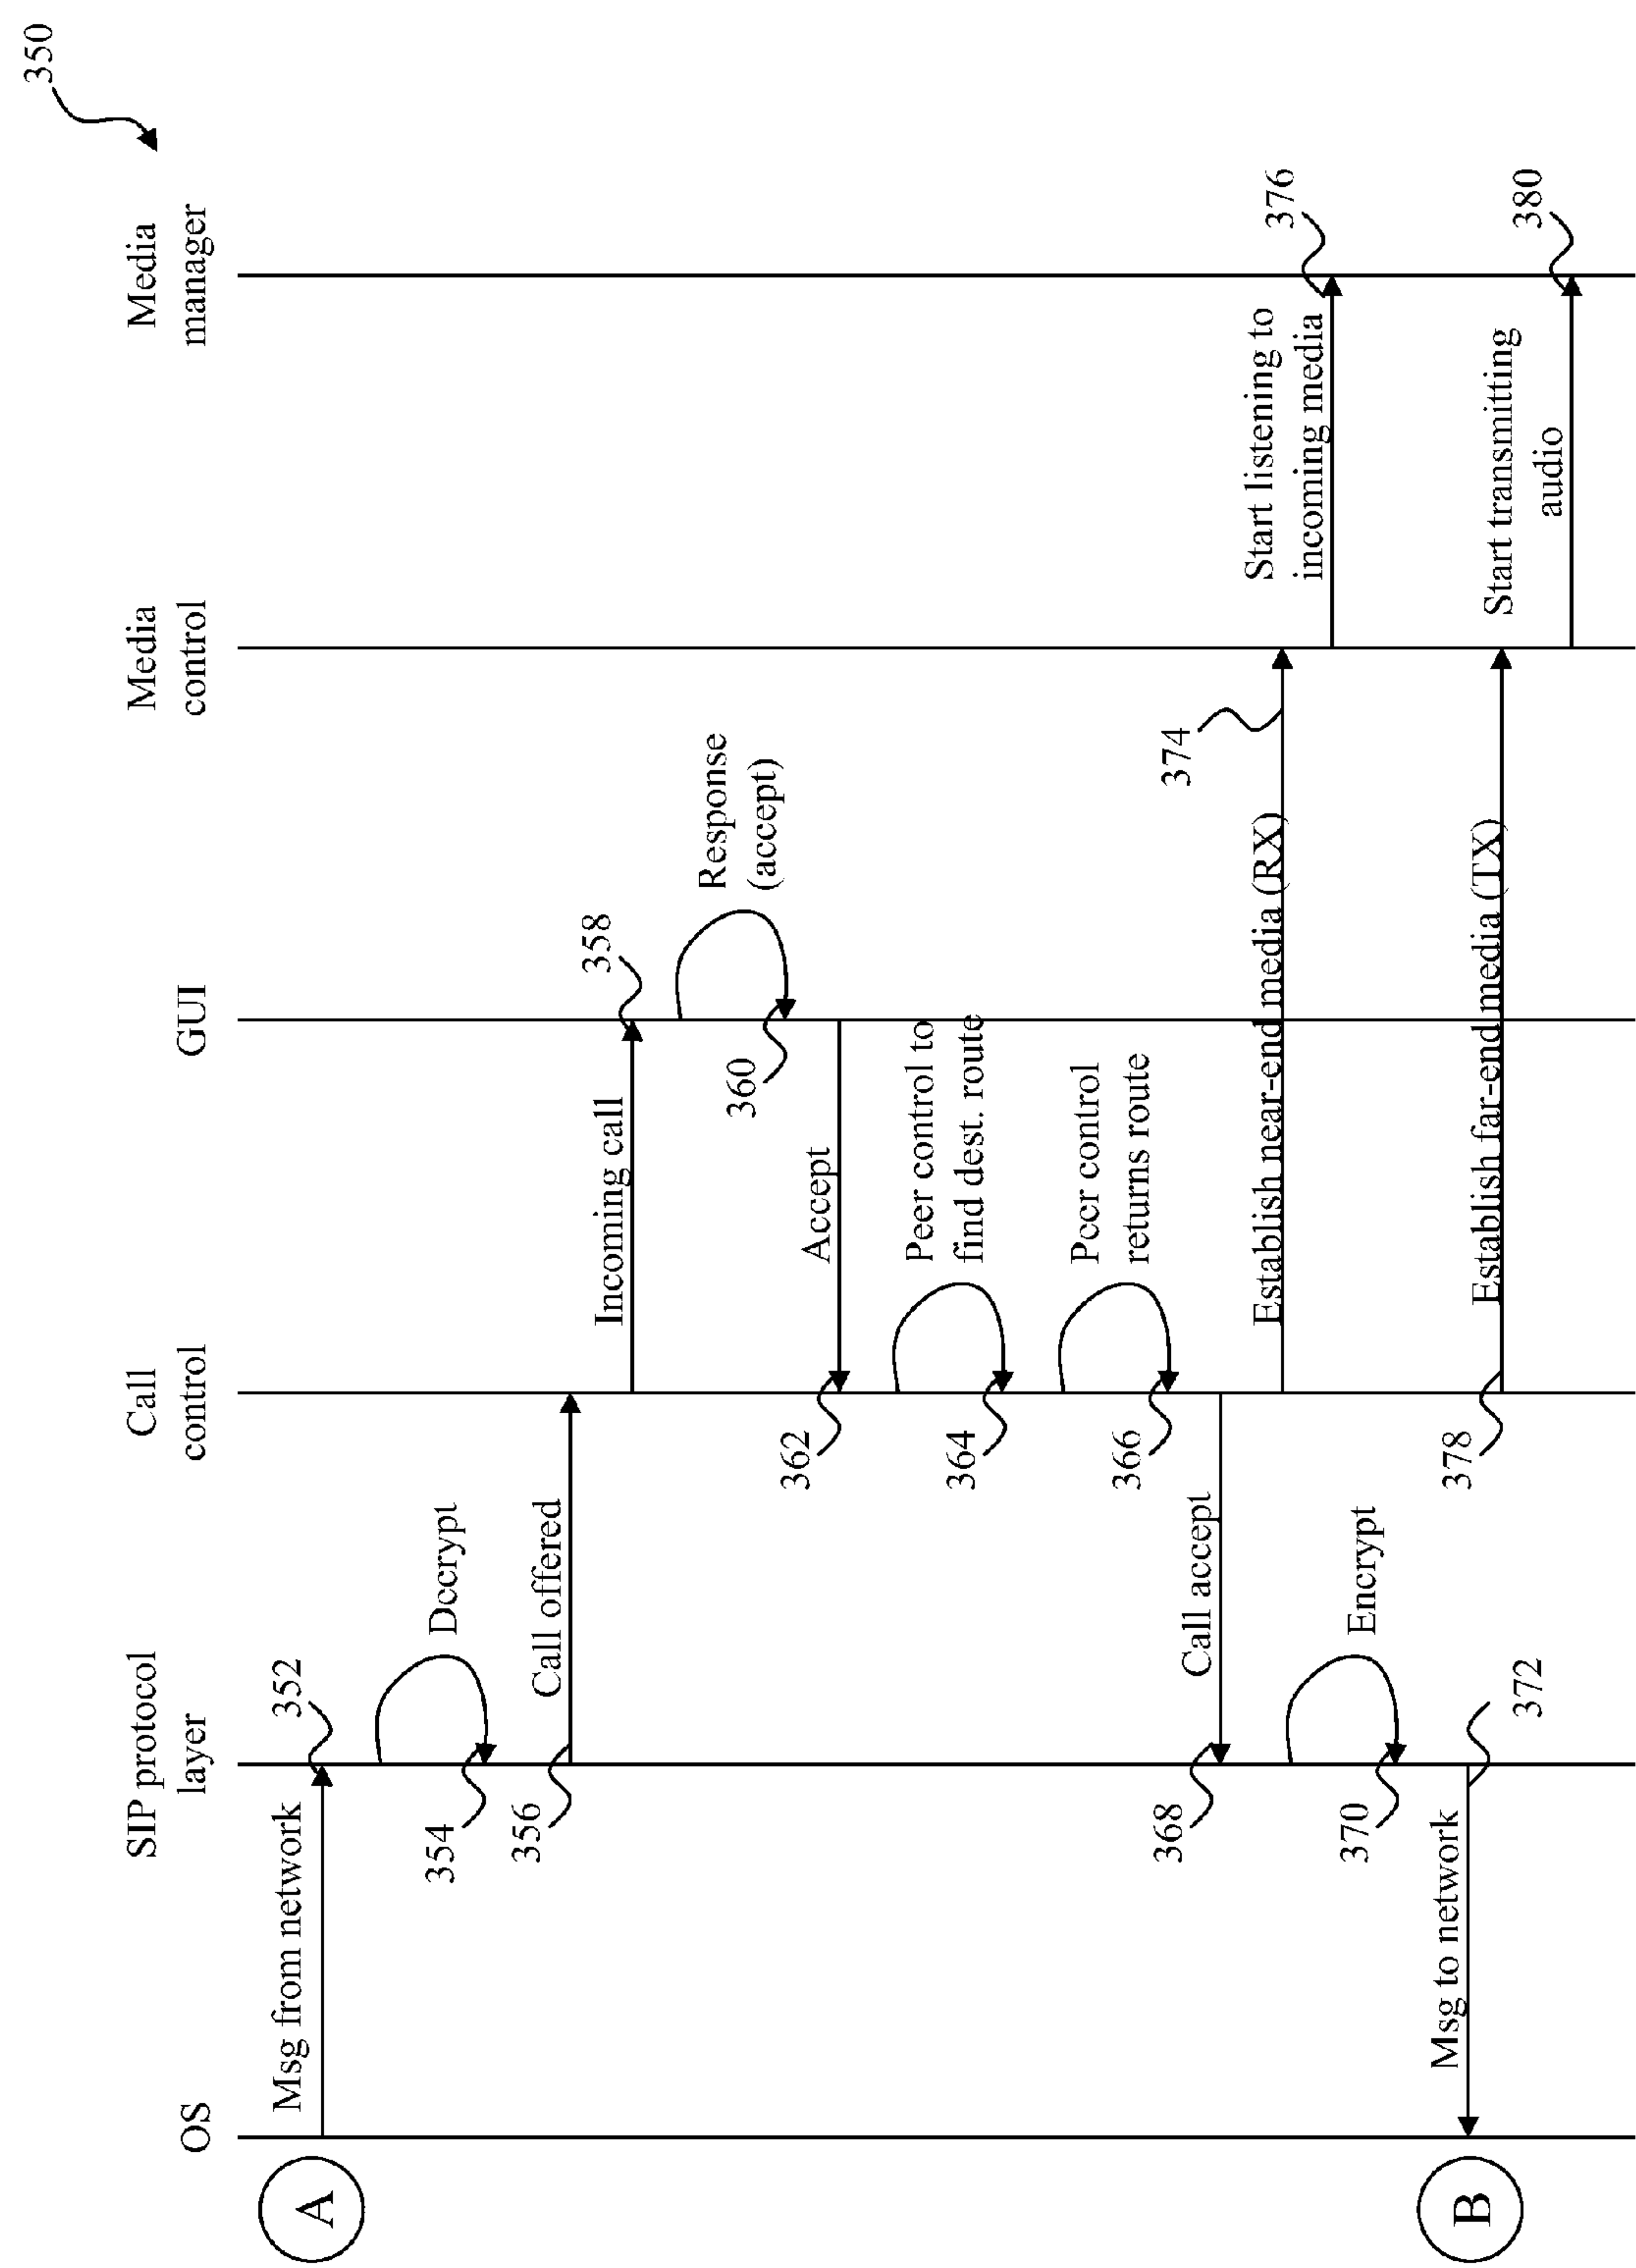 350
OS
SIP protocol
layer
Call
control
GUI
Media
control
Media
manager
A
Msg from network
352
354
Decrypt
356
Call offered
Incoming call
358
360
Response
(accept)
362
Accept
364
Peer control to
find dest. route
366
Peer control
returns route
368
Call accept
374
Establish near-end media (RX)
Start listening to
incoming media
376
370
Encrypt
B
Msg to network
372
378
Establish far-end media (TX)
Start transmitting
audio
380